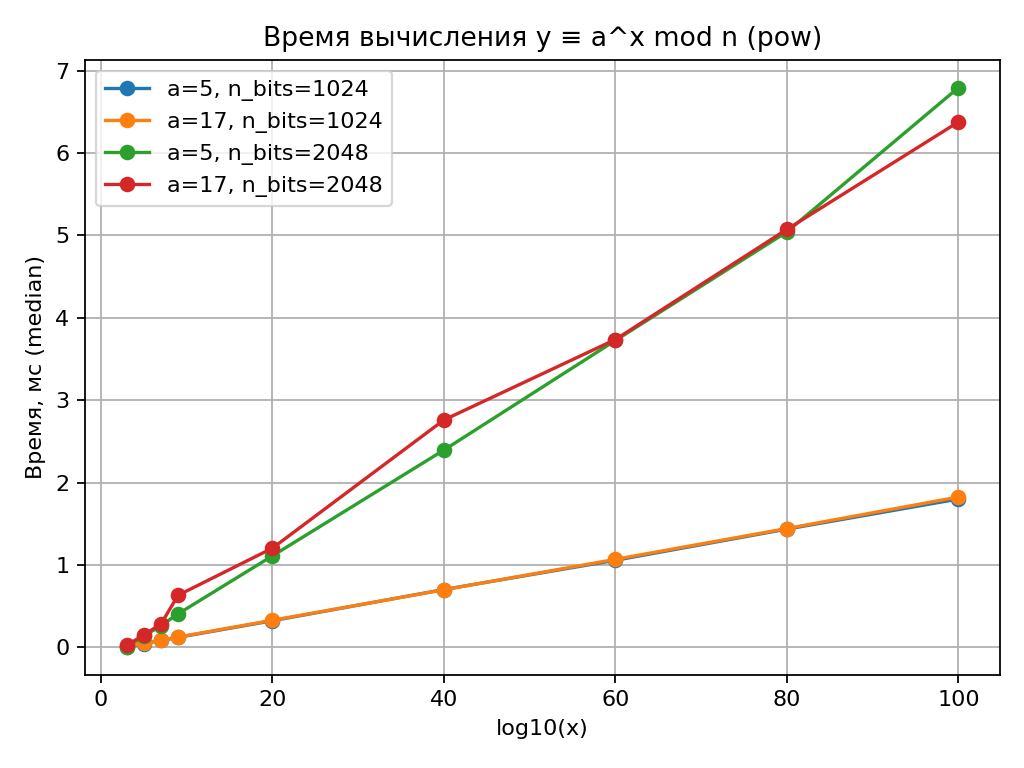 Время вычисления y ≡ a^x mod n (pow)
a=5, n_bits=1024
a=17, n_bits=1024
a=5, n_bits=2048
a=17, n_bits=2048
Время, мс (median)
7
6
5
4
3
2
1
0
0 20 40 60 80 100
log10(x)